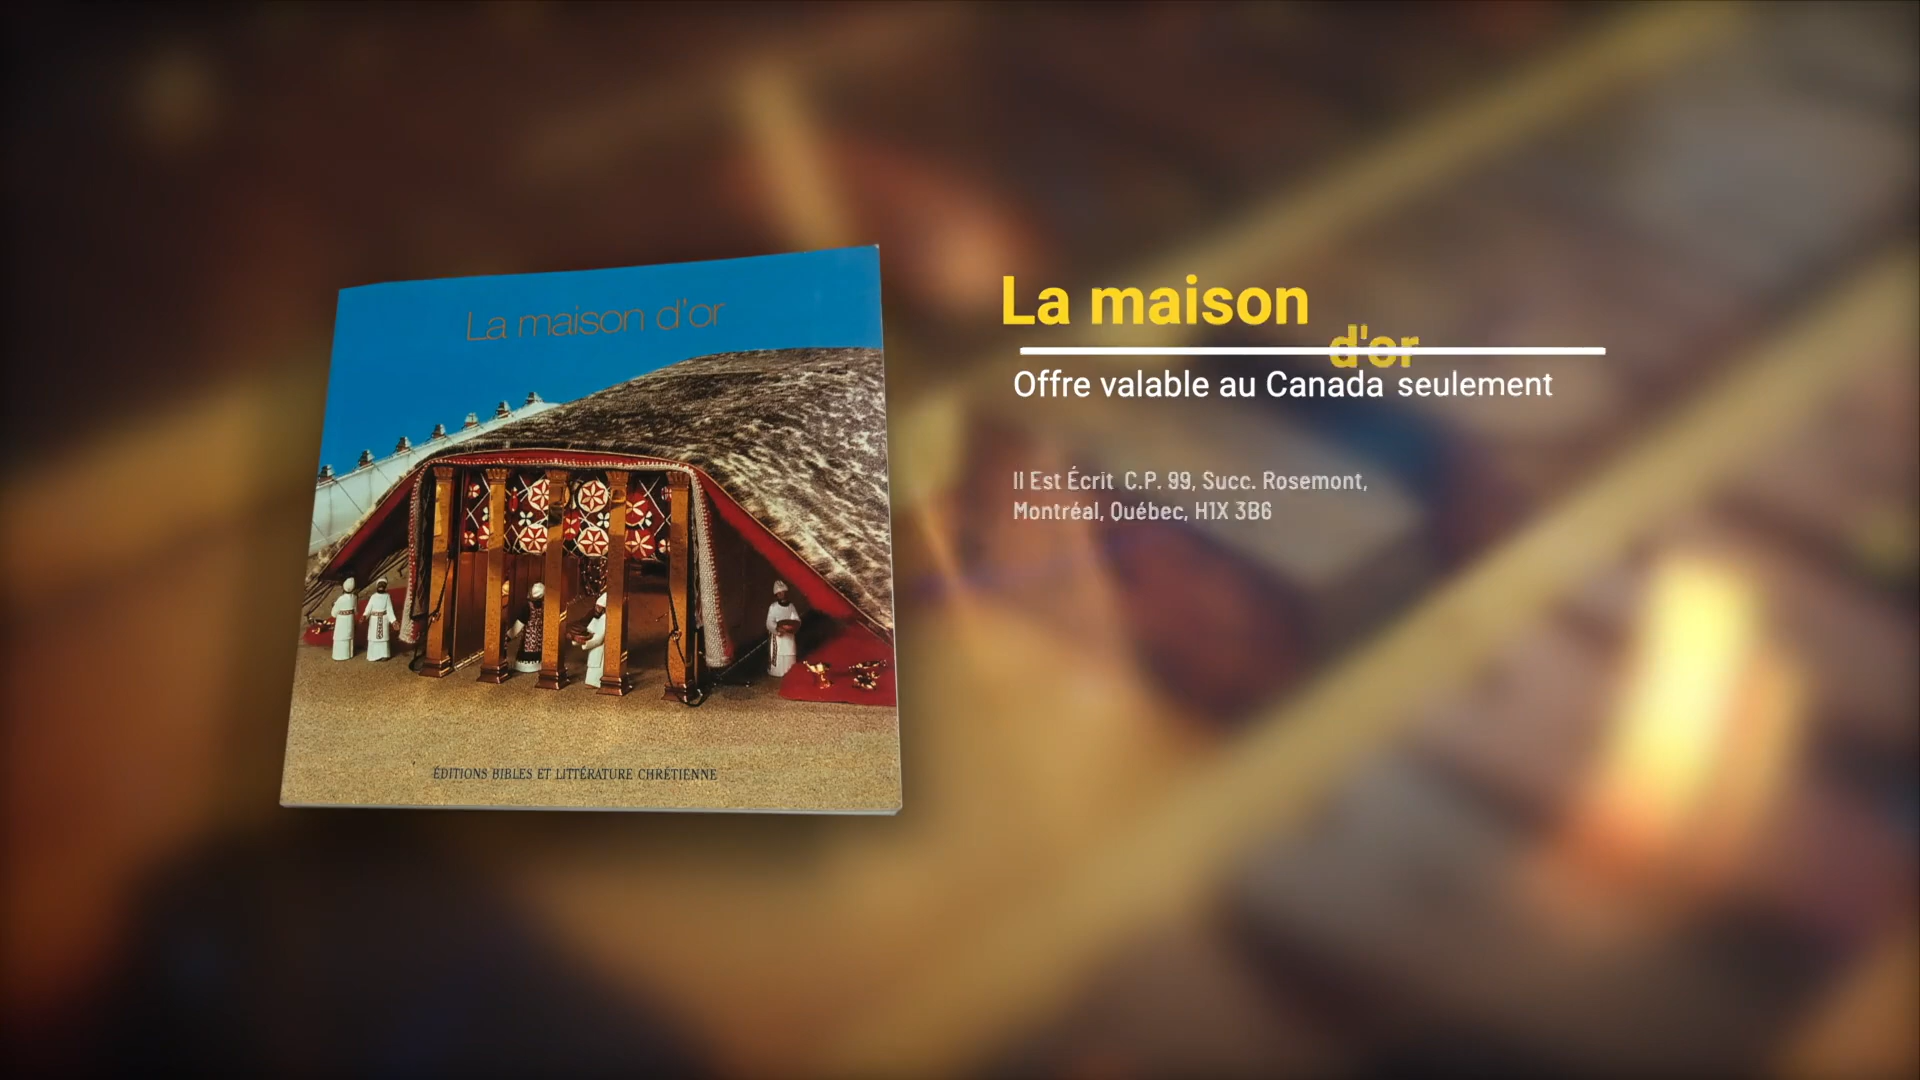 La maison d'or
ÉDITIONS BIBLES ET LITTÉRATURE CHRÉTIENNE
La maison d'or
Offre valable au Canada seulement
Il Est Écrit C.P. 99, Succ. Rosemont,
Montréal, Québec, H1X 3B6